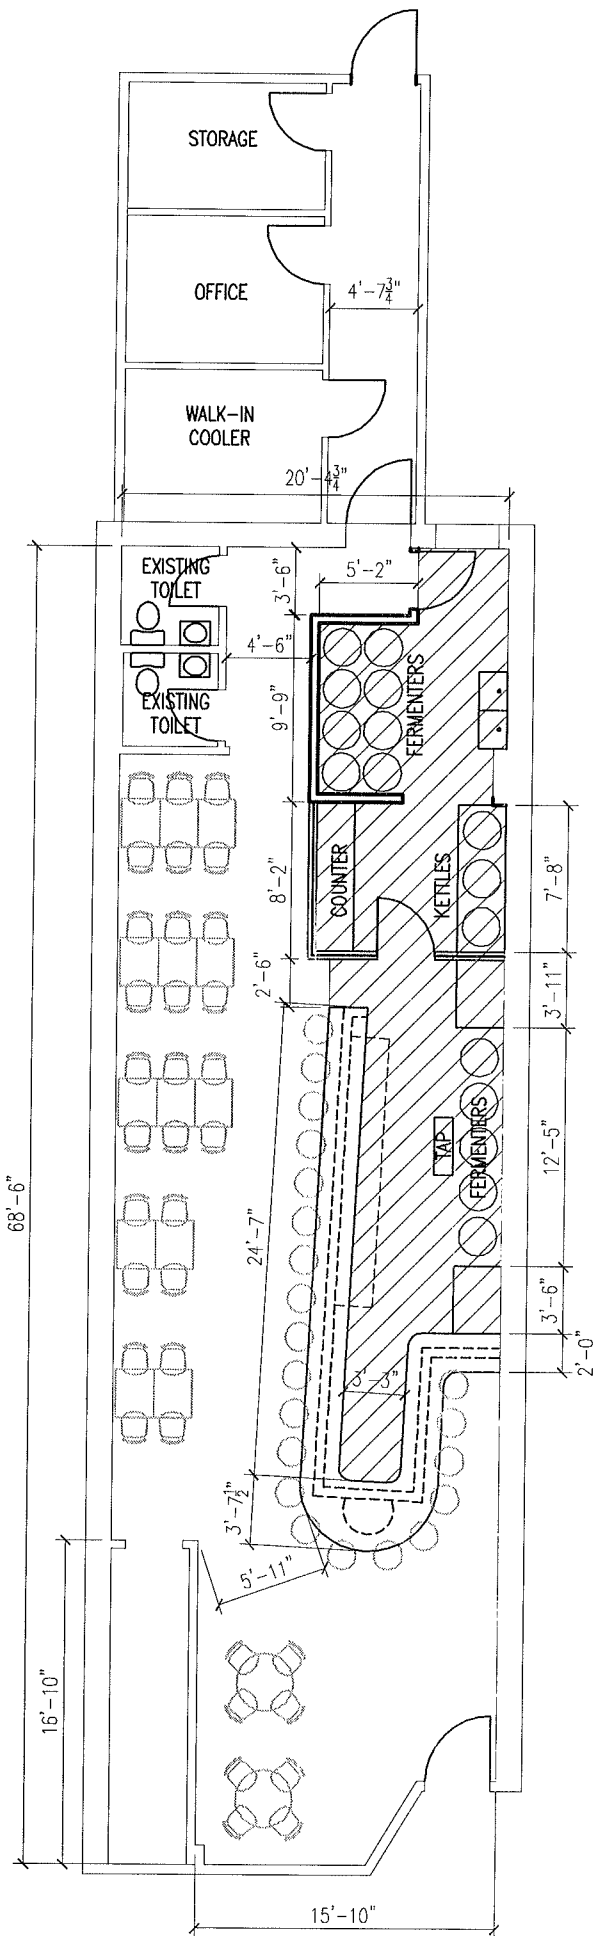 STORAGE
OFFICE
4'-7¾"
WALK-IN
COOLER
20'-4¾"
EXISTING
TOILET
3'-6"
5'-2"
4'-6"
EXISTING
TOILET
9'-9"
FERMENTERS
8'-2"
COUNTER
KETTLES
7'-8"
2'-6"
3'-11"
68'-6"
24'-7"
TAP
FERMENTERS
12'-5"
3'-6"
2'-0"
3'-3"
3'-7½"
5'-11"
16'-10"
15'-10"